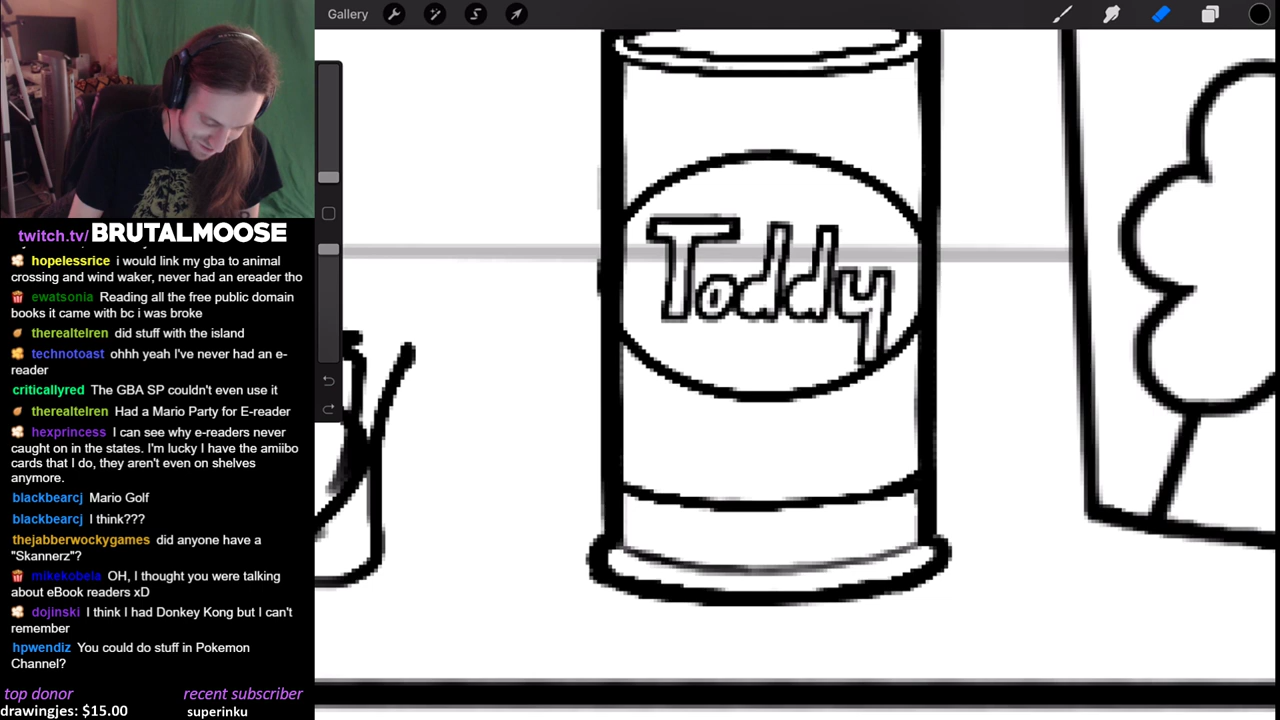 Gallery
Toddy
twitch.tv/BRUTALMOOSE
hopelessrice i would link my gba to animal
crossing and wind waker, never had an ereader tho
ewatsonia Reading all the free public domain
books it came with bc i was broke
therealtelren did stuff with the island
technotoast ohhh yeah I've never had an e-
reader
criticallyred The GBA SP couldn't even use it
therealtelren Had a Mario Party for E-reader
hexprincess I can see why e-readers never
caught on in the states. I'm lucky I have the amiibo
cards that I do, they aren't even on shelves
anymore.
blackbearcj Mario Golf
blackbearcj I think???
thejabberwockygames did anyone have a
"Skannerz"?
mikekobela OH, I thought you were talking
about eBook readers xD
dojinski I think I had Donkey Kong but I can't
remember
hpwendiz You could do stuff in Pokemon
Channel?
top donor
drawingjes: $15.00
recent subscriber
superinku